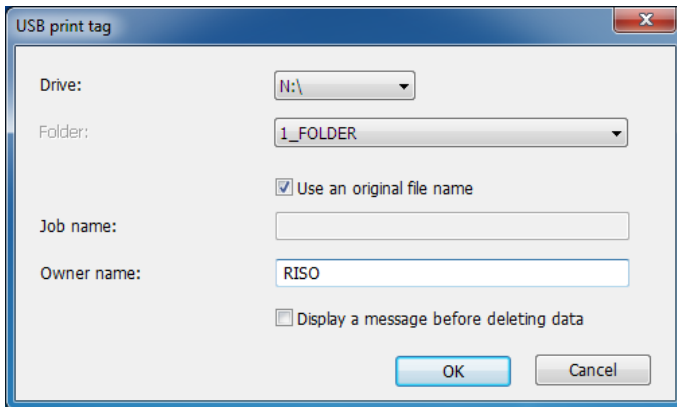 USB print tag
Drive: N:\
Folder: 1_FOLDER
Use an original file name
Job name:
Owner name: RISO
Display a message before deleting data
OK Cancel